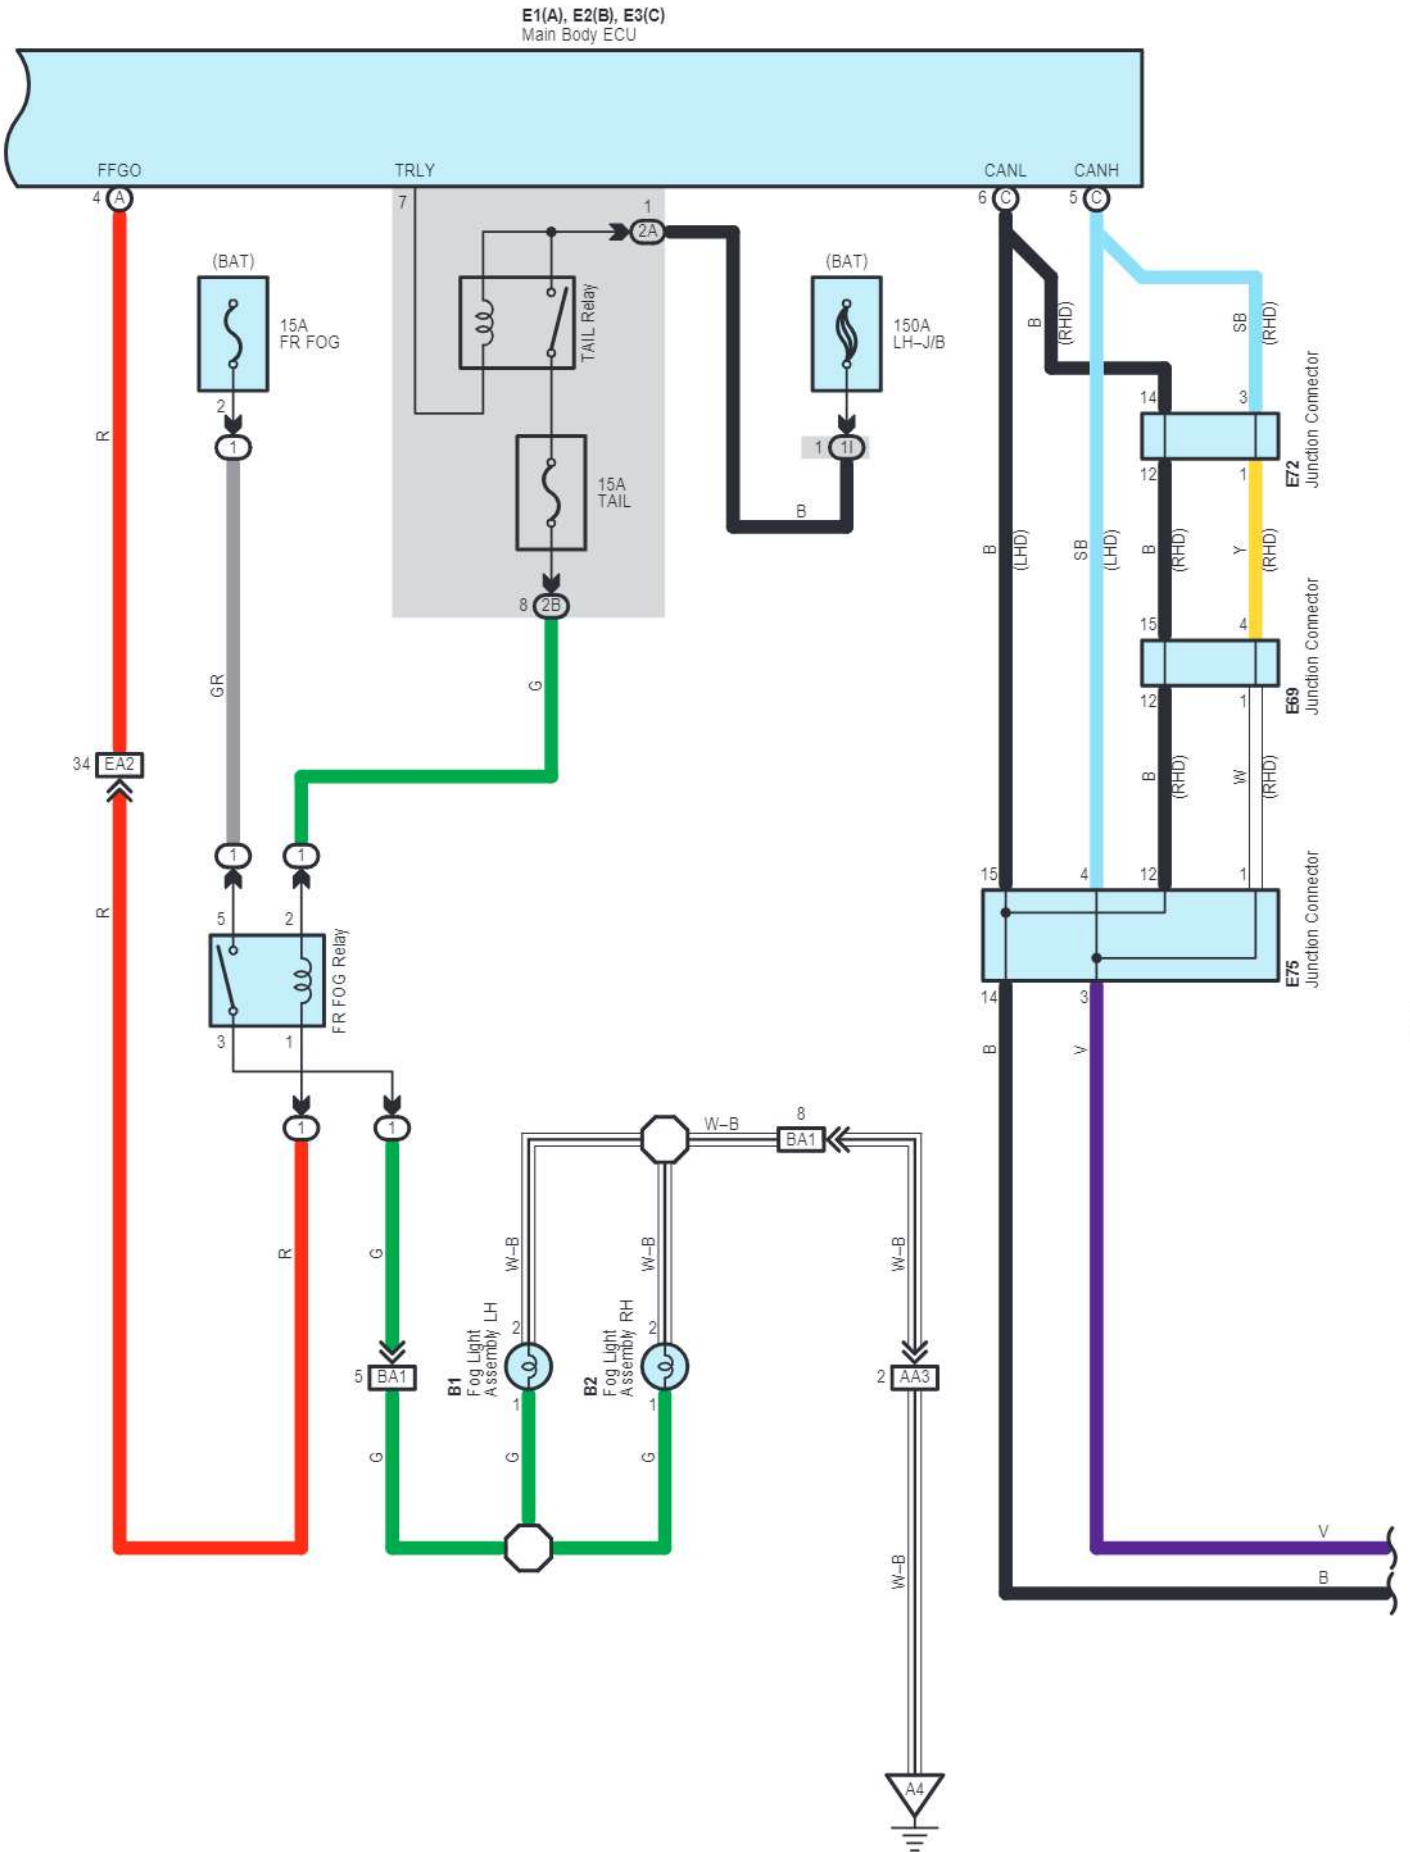 E1(A), E2(B), E3(C)
Main Body ECU
FFGO
TRLY
CANL
CANH
4
A
7
1
2A
6
C
5
C
(BAT)
15A
FR FOG
2
1
TAIL Relay
(BAT)
150A
LH–J/B
1
1I
B
15A
TAIL
8
2B
B
(RHD)
SB
(RHD)
14
3
E72
Junction Connector
12
1
R
GR
G
B
(LHD)
SB
(LHD)
B
(RHD)
Y
(RHD)
15
4
E69
Junction Connector
12
1
34
EA2
B
(RHD)
W
(RHD)
1
1
15
4
12
1
R
5
2
FR FOG Relay
3
1
E75
Junction Connector
14
3
B
V
1
1
W–B
8
BA1
R
G
W–B
W–B
W–B
5
BA1
B1
Fog Light
Assembly LH
2
1
B2
Fog Light
Assembly RH
2
1
2
AA3
G
G
G
W–B
V
B
A4